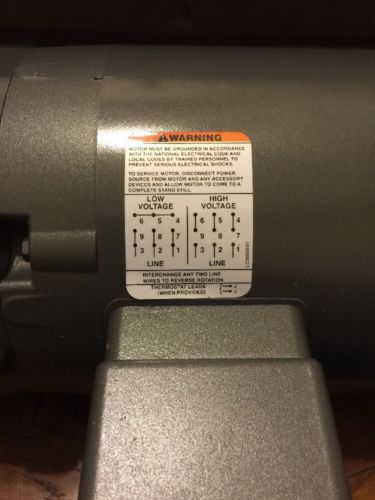 WARNING
MOTOR MUST BE GROUNDED IN ACCORDANCE
WITH THE NATIONAL ELECTRICAL CODE AND
LOCAL CODES BY TRAINED PERSONNEL TO
PREVENT SERIOUS ELECTRICAL SHOCKS.
TO SERVICE MOTOR, DISCONNECT POWER
SOURCE FROM MOTOR AND ANY ACCESSORY
DEVICES AND ALLOW MOTOR TO COME TO A
COMPLETE STAND STILL.
LOW HIGH
VOLTAGE VOLTAGE
6 5 4 6 5 4
9 8 7 9 8 7
3 2 1 3 2 1
LINE LINE
INTERCHANGE ANY TWO LINE
WIRES TO REVERSE ROTATION.
THERMOSTAT LEADS J
(WHEN PROVIDED) J